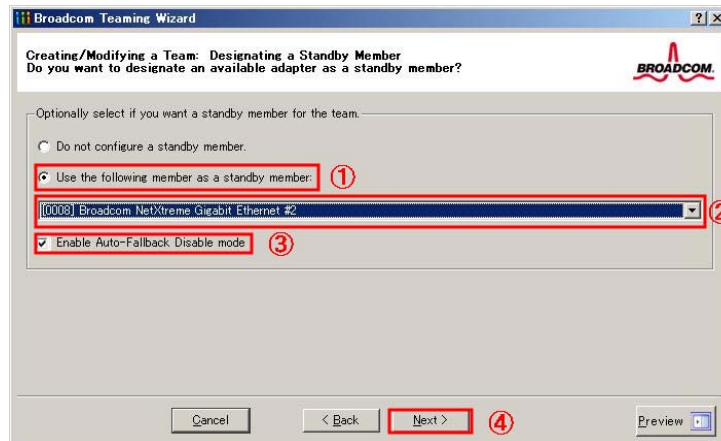 Broadcom Teaming Wizard
Creating/Modifying a Team: Designating a Standby Member
Do you want to designate an available adapter as a standby member?
BROADCOM.
Optionally select if you want a standby member for the team.
Do not configure a standby member.
Use the following member as a standby member: ①
[0008] Broadcom NetXtreme Gigabit Ethernet #2 ②
Enable Auto-Fallback Disable mode ③
Cancel < Back Next > ④ Preview